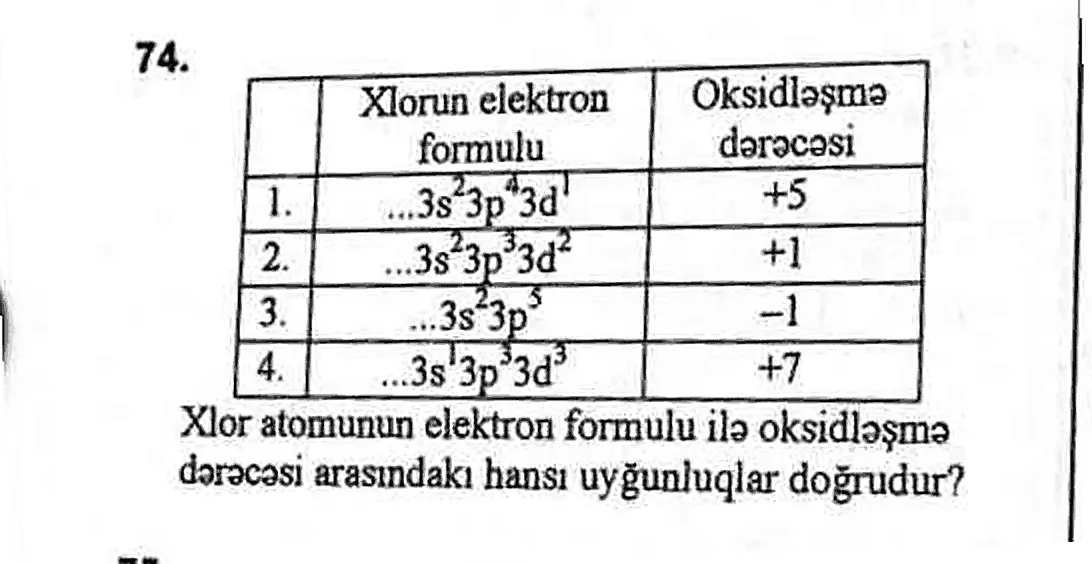 74.
Xlorun elektron Oksidləşmə
formulu dərəcəsi
1. ...3s²3p⁴3d¹ +5
2. ...3s²3p³3d² +1
3. ...3s²3p⁵ −1
4. ...3s¹3p³3d³ +7
Xlor atomunun elektron formulu ilə oksidləşmə
dərəcəsi arasındakı hansı uyğunluqlar doğrudur?